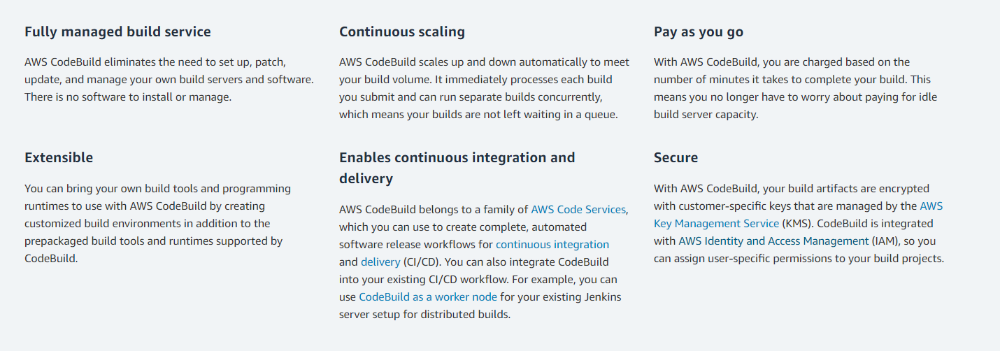 Fully managed build service
AWS CodeBuild eliminates the need to set up, patch,
update, and manage your own build servers and software.
There is no software to install or manage.
Continuous scaling
AWS CodeBuild scales up and down automatically to meet
your build volume. It immediately processes each build
you submit and can run separate builds concurrently,
which means your builds are not left waiting in a queue.
Pay as you go
With AWS CodeBuild, you are charged based on the
number of minutes it takes to complete your build. This
means you no longer have to worry about paying for idle
build server capacity.
Extensible
You can bring your own build tools and programming
runtimes to use with AWS CodeBuild by creating
customized build environments in addition to the
prepackaged build tools and runtimes supported by
CodeBuild.
Enables continuous integration and
delivery
AWS CodeBuild belongs to a family of AWS Code Services,
which you can use to create complete, automated
software release workflows for continuous integration
and delivery (CI/CD). You can also integrate CodeBuild
into your existing CI/CD workflow. For example, you can
use CodeBuild as a worker node for your existing Jenkins
server setup for distributed builds.
Secure
With AWS CodeBuild, your build artifacts are encrypted
with customer-specific keys that are managed by the AWS
Key Management Service (KMS). CodeBuild is integrated
with AWS Identity and Access Management (IAM), so you
can assign user-specific permissions to your build projects.